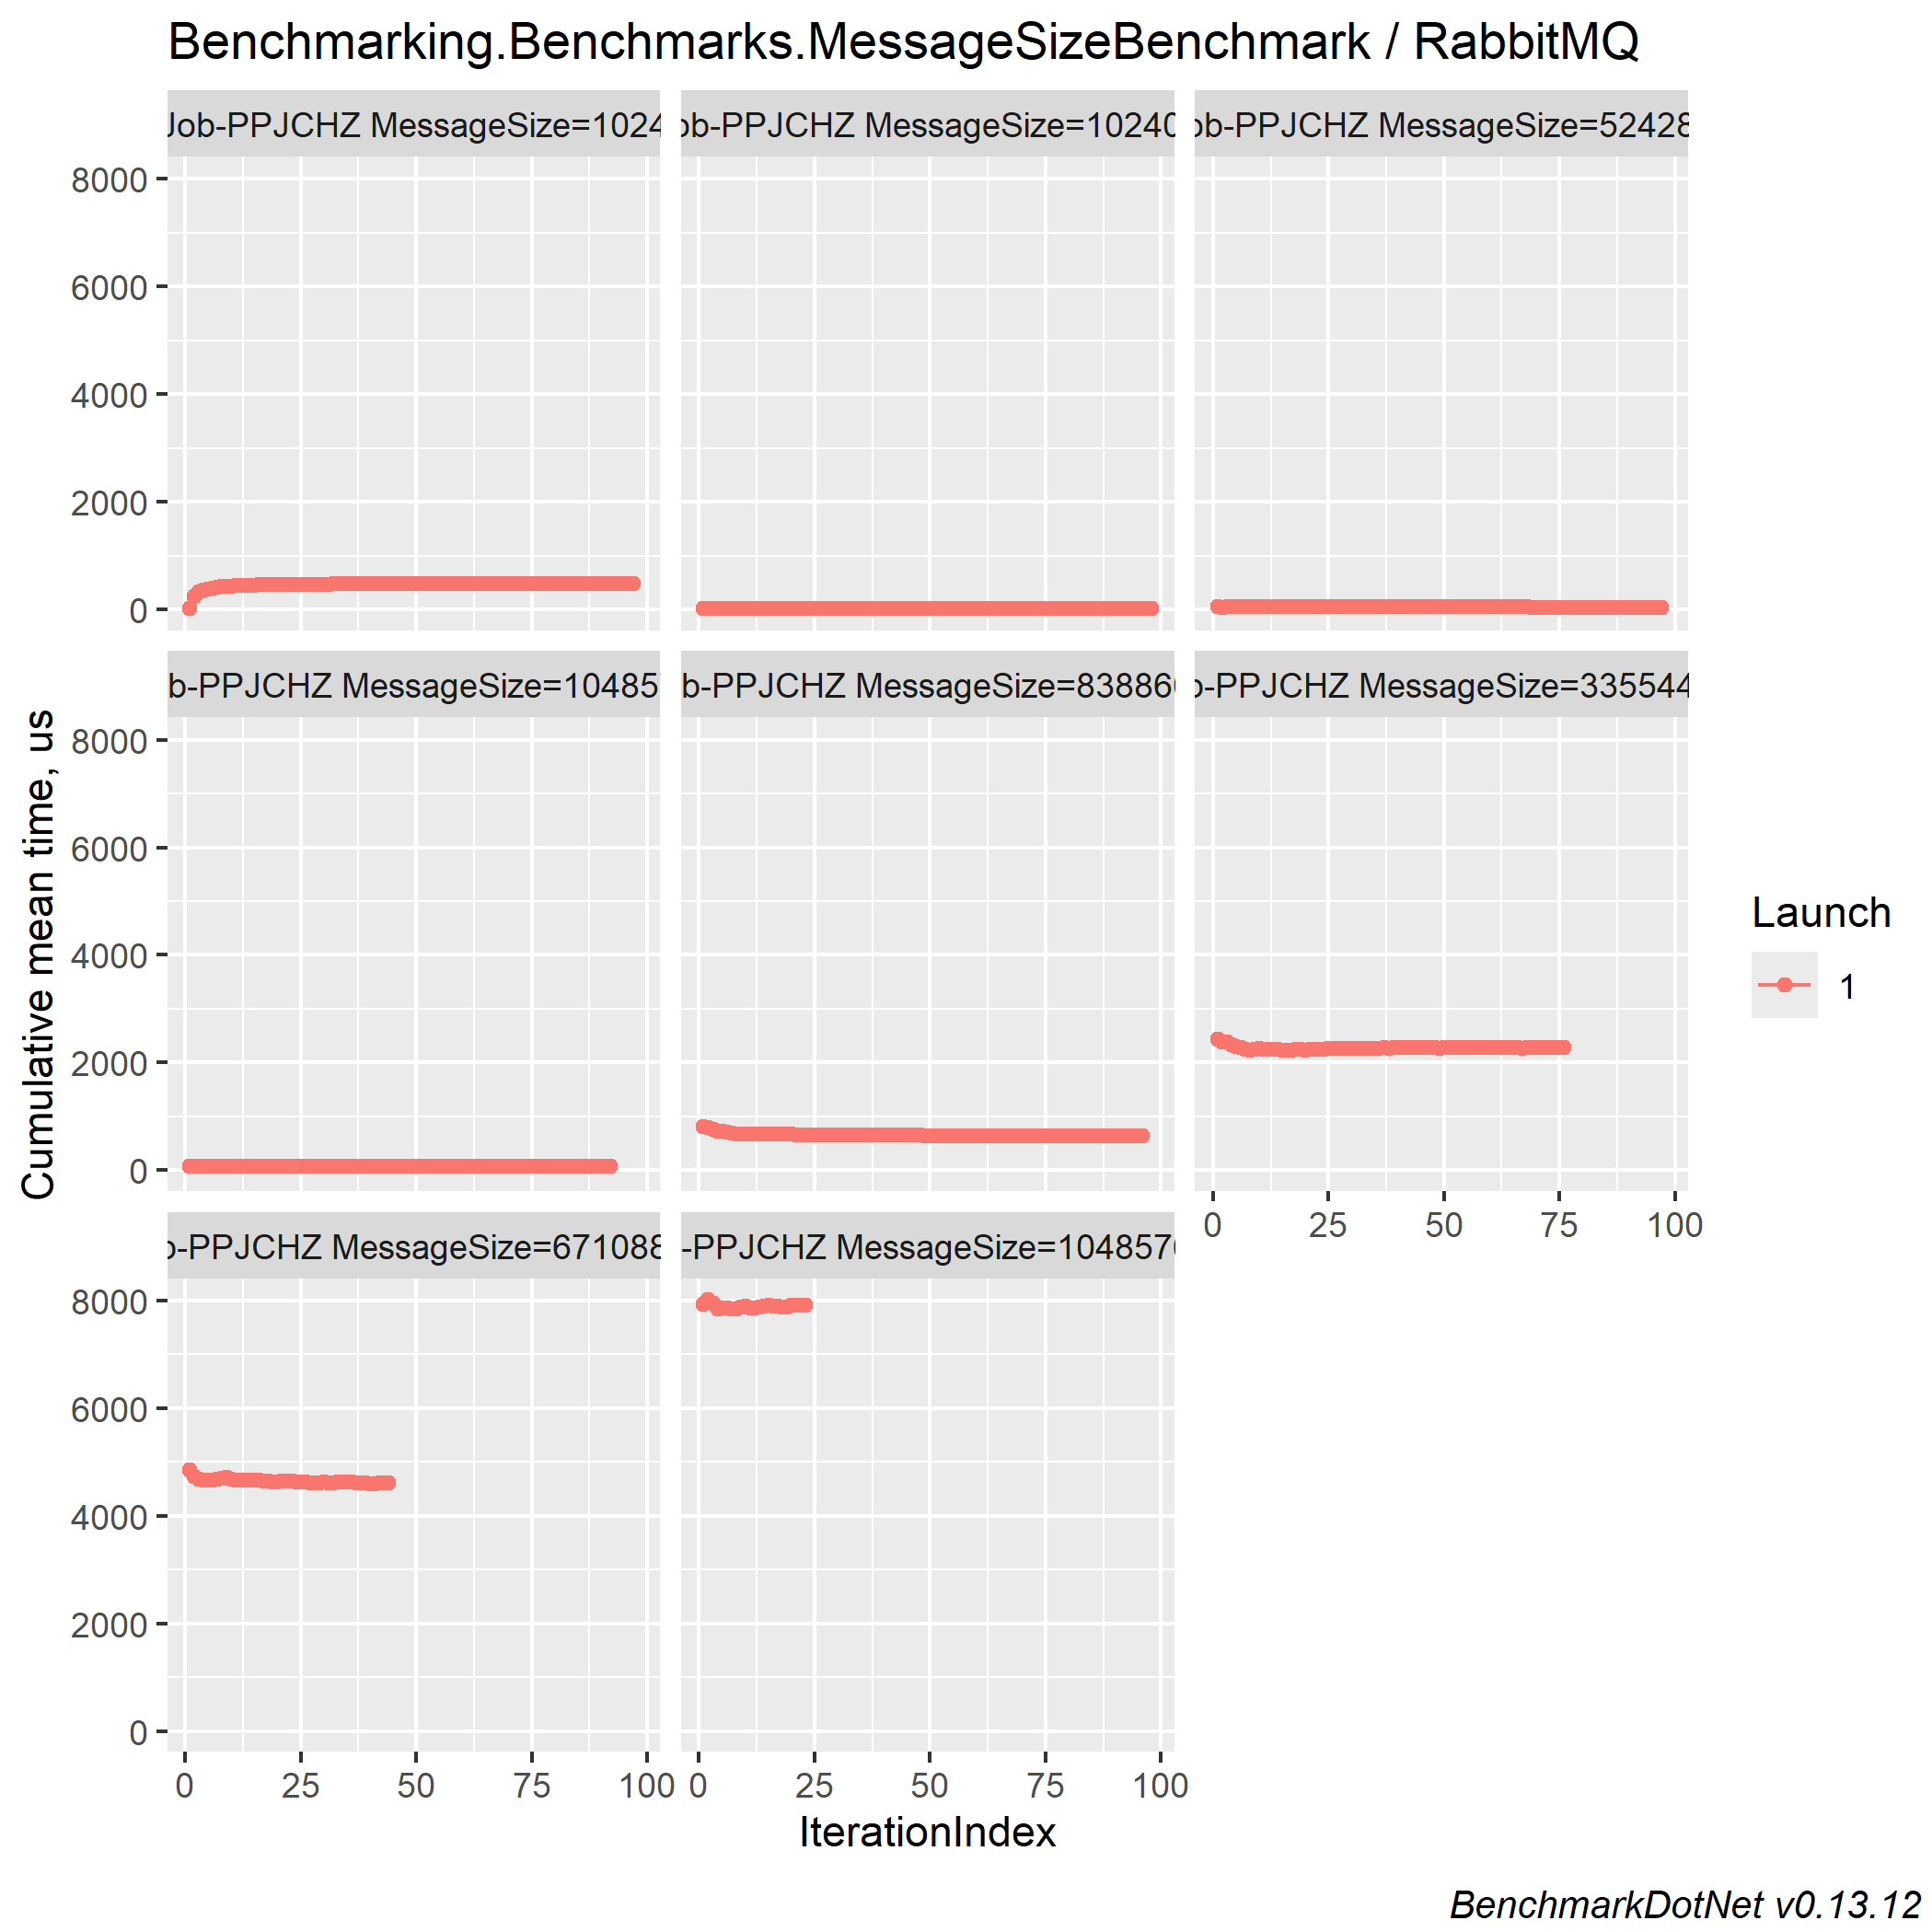 Benchmarking.Benchmarks.MessageSizeBenchmark / RabbitMQ
Job-PPJCHZ MessageSize=1024
ob-PPJCHZ MessageSize=10240
ob-PPJCHZ MessageSize=52428
8000
6000
4000
2000
0
b-PPJCHZ MessageSize=10485
b-PPJCHZ MessageSize=83886
o-PPJCHZ MessageSize=335544
8000
6000
4000
2000
0
0 25 50 75 100
o-PPJCHZ MessageSize=671088
-PPJCHZ MessageSize=104857
8000
6000
4000
2000
0
0 25 50 75 100
0 25 50 75 100
IterationIndex
Cumulative mean time, us
Launch
1
BenchmarkDotNet v0.13.12